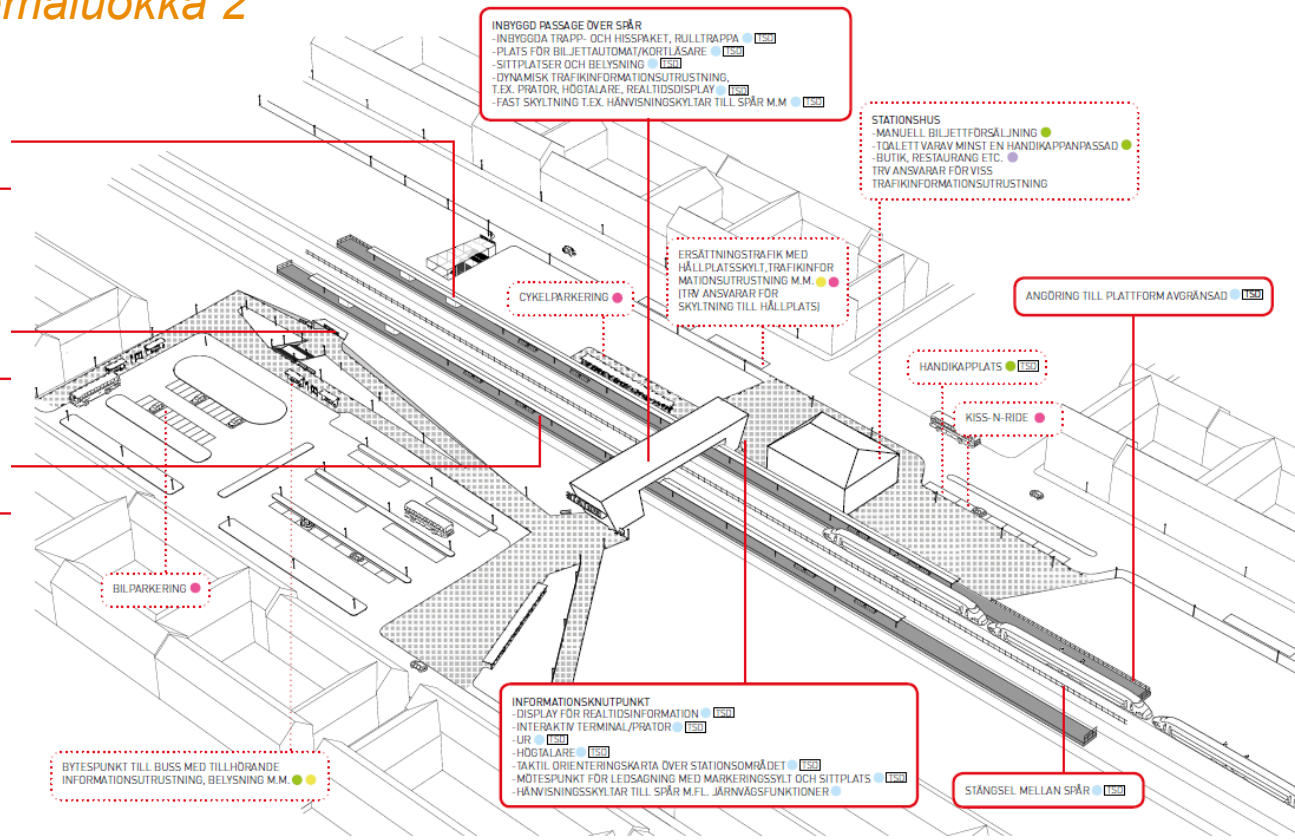 2
INBYGGD PASSAGE ÖVER SPÅR
-INBYGGDA TRAPP- OCH HISSPAKET, RULLTRAPPA TSD
-PLATS FÖR BILJETTAUTOMAT/KORTLÄSARE TSD
-SITTPLATSER OCH BELYSNING TSD
-DYNAMISK TRAFIKINFORMATIONSUTRUSTNING,
T.EX. PRATOR, HÖGTALARE, REALTIDSDISPLAY TSD
-FAST SKYLTNING T.EX. HÄNVISNINGSKYLTAR TILL SPÅR M.M TSD
STATIONSHUS
-MANUELL BILJETTFÖRSÄLJNING
-TOALETT VARAV MINST EN HANDIKAPPANPASSAD
-BUTIK, RESTAURANG ETC.
TRV ANSVARAR FÖR VISS
TRAFIKINFORMATIONSUTRUSTNING
ERSÄTTNINGSTRAFIK MED
HÅLLPLATSSKYLT,TRAFIKINFOR
MATIONSUTRUSTNING M.M.
(TRV ANSVARAR FÖR
SKYLTNING TILL HÅLLPLATS)
CYKELPARKERING
ANGÖRING TILL PLATTFORM AVGRÄNSAD TSD
HANDIKAPPLATS TSD
KISS-N-RIDE
BILPARKERING
INFORMATIONSKNUTPUNKT
-DISPLAY FÖR REALTIDSINFORMATION TSD
-INTERAKTIV TERMINAL/PRATOR TSD
-UR TSD
-HÖGTALARE TSD
-TAKTIL ORIENTERINGSKARTA ÖVER STATIONSOMRÅDET TSD
-MÖTESPUNKT FÖR LEDSAGNING MED MARKERINGSSYLT OCH SITTPLATS TSD
-HÄNVISNINGSSKYLTAR TILL SPÅR M.FL. JÄRNVÄGSFUNKTIONER
BYTESPUNKT TILL BUSS MED TILLHÖRANDE
INFORMATIONSUTRUSTNING, BELYSNING M.M.
STÄNGSEL MELLAN SPÅR TSD